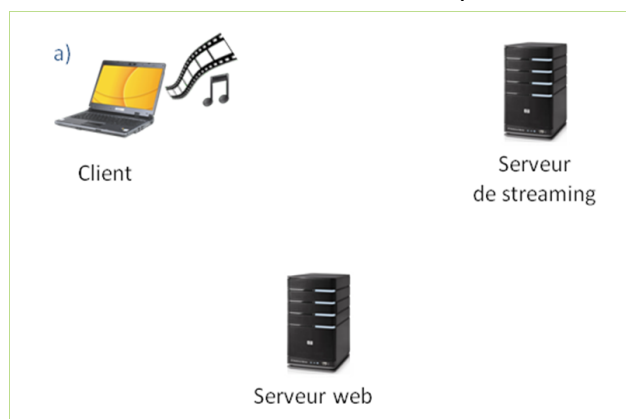 a)
Client
Serveur
de streaming
Serveur web